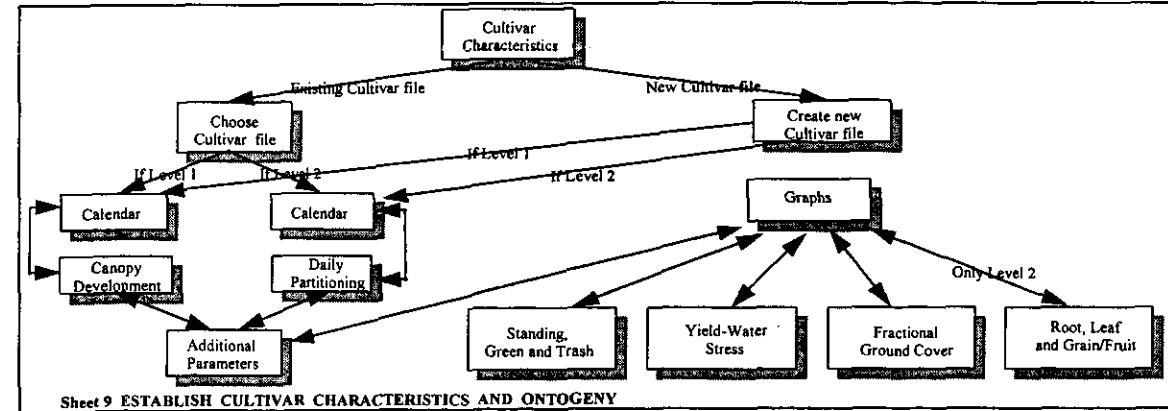 Cultivar
Characteristics
Existing Cultivar file
New Cultivar file
Choose
Cultivar file
Create new
Cultivar file
If Level 1
If Level 1
If Level 2
If Level 2
Calendar
Calendar
Graphs
Canopy
Development
Daily
Partitioning
Only Level 2
Additional
Parameters
Standing,
Green and Trash
Yield-Water
Stress
Fractional
Ground Cover
Root, Leaf
and Grain/Fruit
Sheet 9 ESTABLISH CULTIVAR CHARACTERISTICS AND ONTOGENY